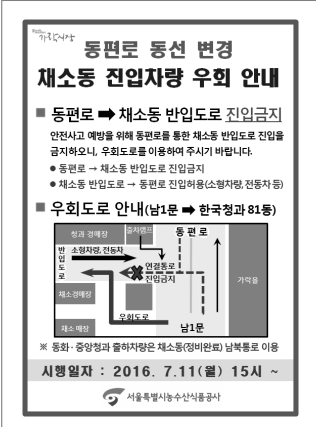 가락시장
동편로 동선 변경
채소동 진입차량 우회 안내
■ 동편로 ➡ 채소동 반입도로 진입금지
안전사고 예방을 위해 동편로를 통한 채소동 반입도로 진입을
금지하오니, 우회도로를 이용하여 주시기 바랍니다.
● 동편로 → 채소동 반입도로 진입금지
● 채소동 반입도로 → 동편로 진입허용(소형차량,전동차 등)
■ 우회도로 안내(남1문 ➡ 한국청과 81동)
청과 경매장
출차램프
동 편 로
반입도로
소형차량, 전동차
연결통로
진입금지
가락몰
채소경매장
우회도로
채소 매장
남1문
※ 동화·중앙청과 출하차량은 채소동(정비완료) 남북통로 이용
시행일자 : 2016. 7.11(월) 15시 ~
서울특별시농수산식품공사